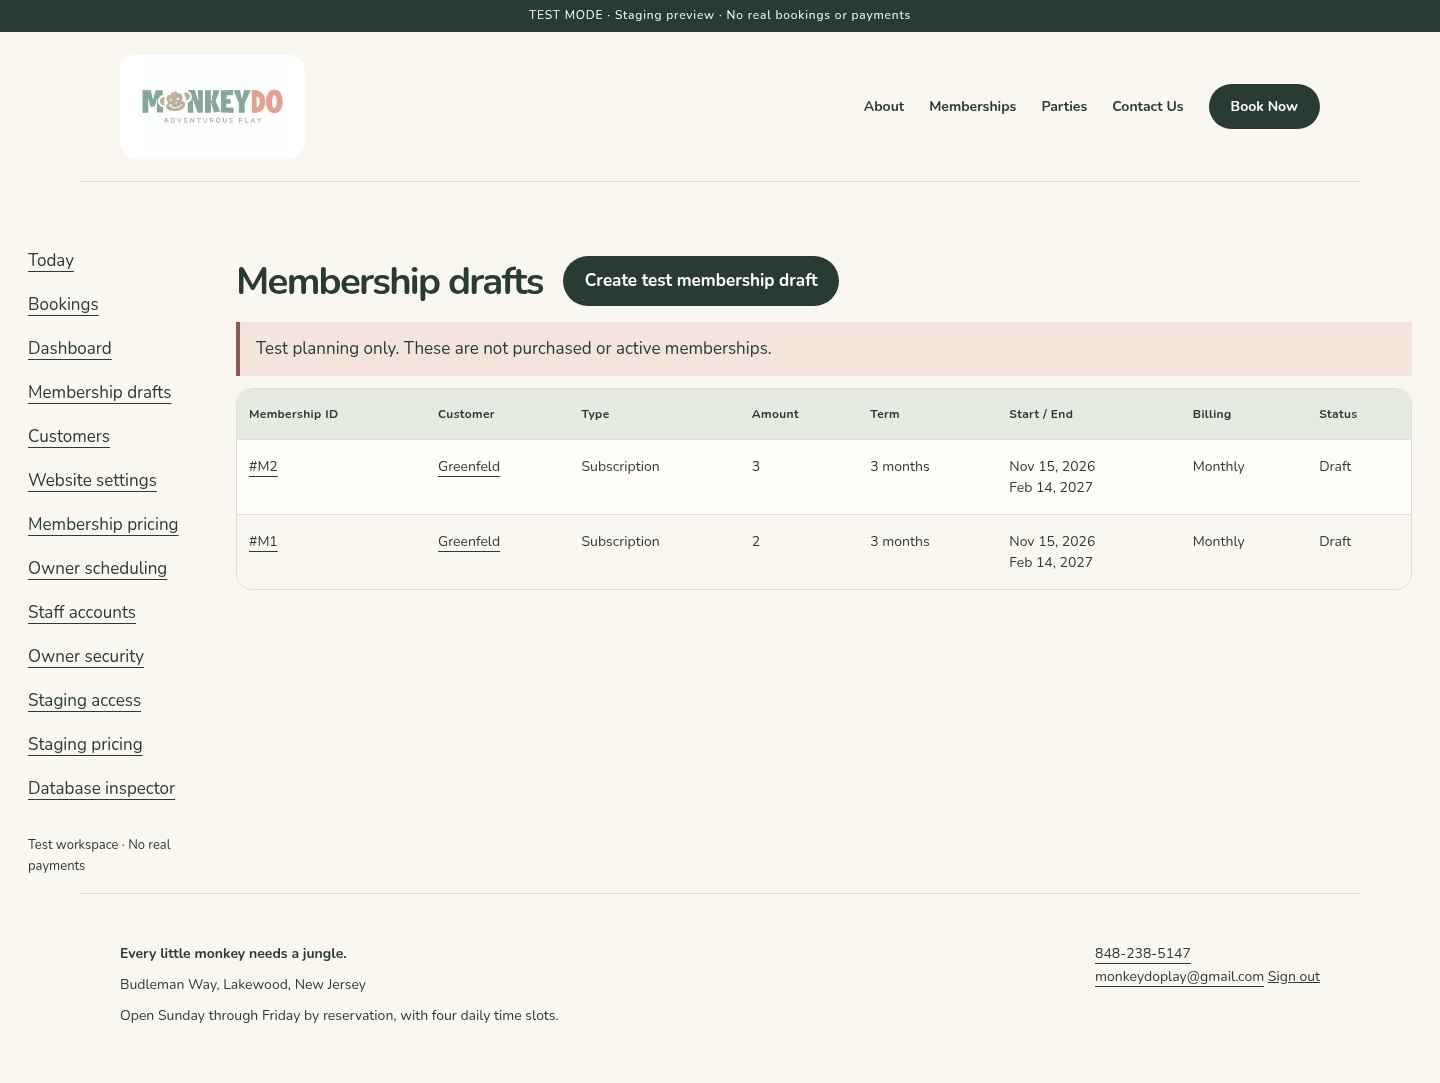 TEST MODE · Staging preview · No real bookings or payments
MONKEYDO
ADVENTUROUS PLAY
About Memberships Parties Contact Us Book Now
Today
Bookings
Dashboard
Membership drafts
Customers
Website settings
Membership pricing
Owner scheduling
Staff accounts
Owner security
Staging access
Staging pricing
Database inspector
Test workspace · No real
payments
Membership drafts Create test membership draft
Test planning only. These are not purchased or active memberships.
Membership ID Customer Type Amount Term Start / End Billing Status
#M2 Greenfeld Subscription 3 3 months Nov 15, 2026 Monthly Draft
Feb 14, 2027
#M1 Greenfeld Subscription 2 3 months Nov 15, 2026 Monthly Draft
Feb 14, 2027
Every little monkey needs a jungle.
Budleman Way, Lakewood, New Jersey
Open Sunday through Friday by reservation, with four daily time slots.
848-238-5147
monkeydoplay@gmail.com Sign out